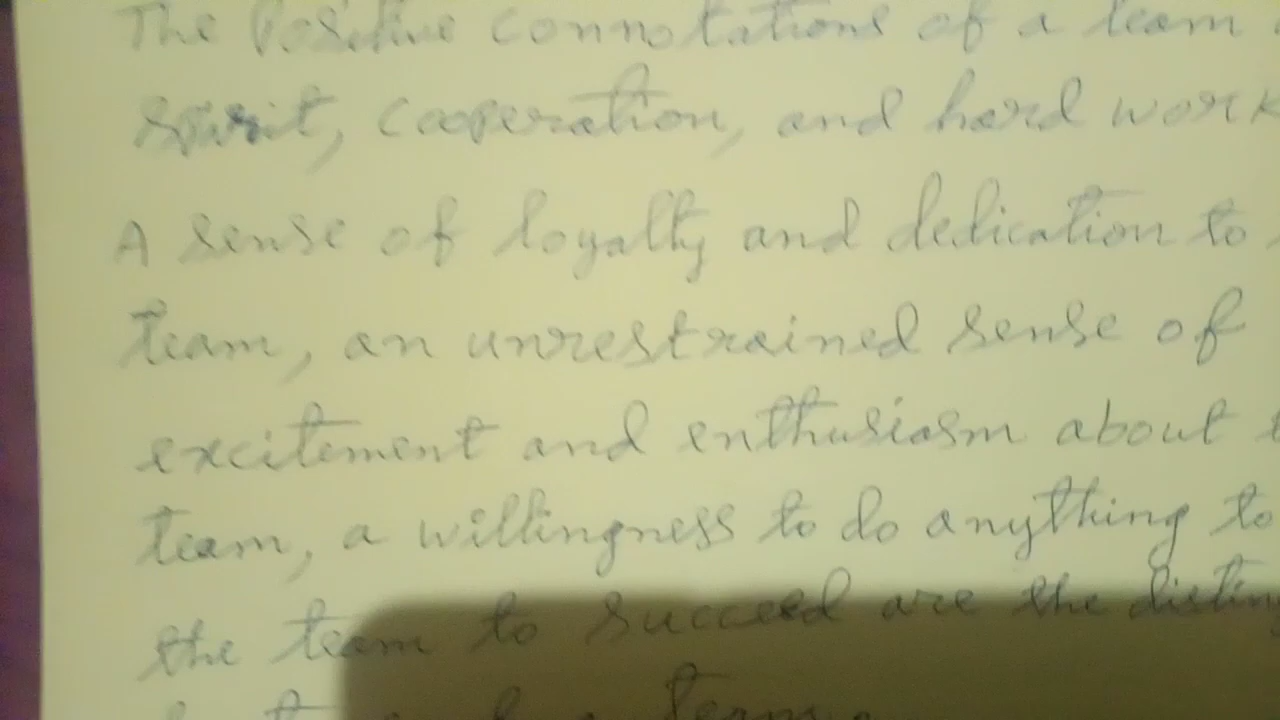 The Positive connotations of a team
spirit, cooperation, and hard work
A sense of loyalty and dedication to
team, an unrestrained sense of
excitement and enthusiasm about
team, a willingness to do anything to
the team to succeed are the
team